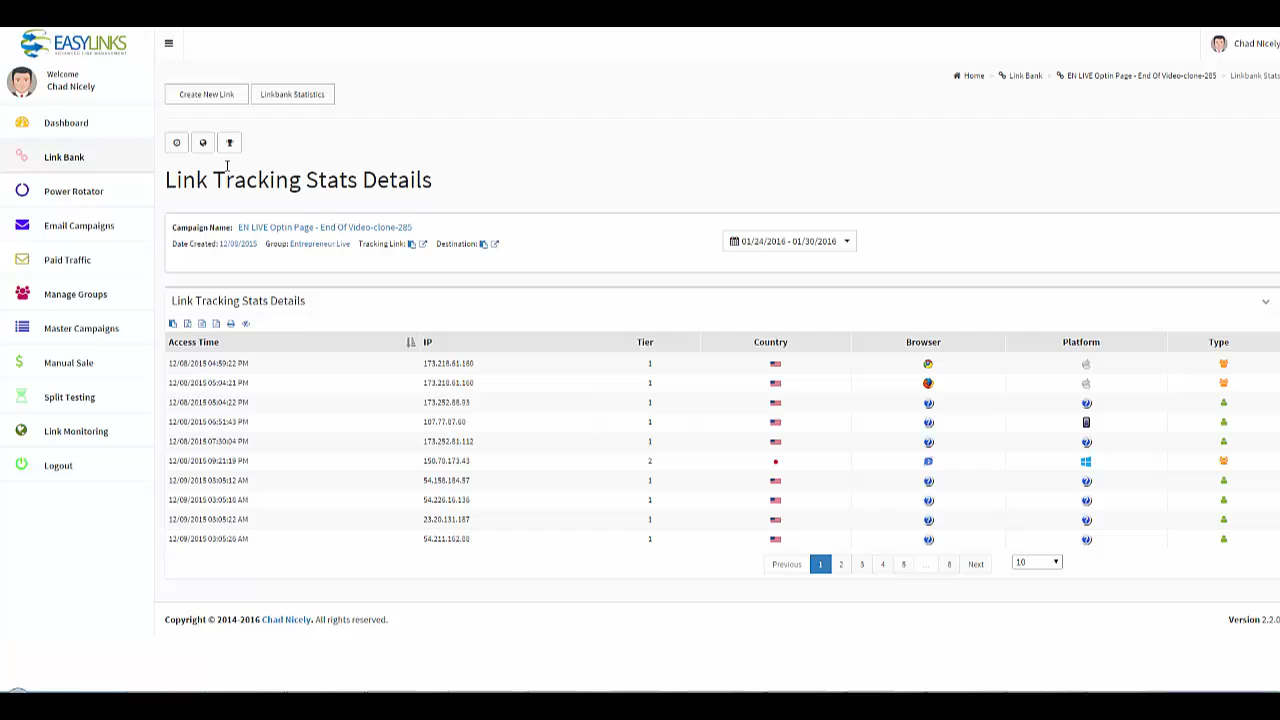 EASYLINKS
ADVANCED LINK MANAGEMENT
Chad Nicely
Welcome
Chad Nicely
Home Link Bank EN LIVE Optin Page - End Of Video-clone-285 Linkbank Stats
Create New Link Linkbank Statistics
Dashboard
Link Bank
Power Rotator
Email Campaigns
Paid Traffic
Manage Groups
Master Campaigns
Manual Sale
Split Testing
Link Monitoring
Logout
Link Tracking Stats Details
Campaign Name: EN LIVE Optin Page - End Of Video-clone-285
Date Created: 12/08/2015 Group: Entrepreneur Live Tracking Link: Destination:
01/24/2016 - 01/30/2016
Link Tracking Stats Details
Access Time IP Tier Country Browser Platform Type
12/08/2015 04:59:22 PM 173.218.61.160 1
12/08/2015 05:04:21 PM 173.218.61.160 1
12/08/2015 05:04:22 PM 173.252.88.93 1
12/08/2015 06:51:43 PM 107.77.87.60 1
12/08/2015 07:30:04 PM 173.252.81.112 1
12/08/2015 09:21:19 PM 150.70.173.43 2
12/09/2015 03:05:12 AM 54.158.184.57 1
12/09/2015 03:05:18 AM 54.226.16.136 1
12/09/2015 03:05:22 AM 23.20.131.187 1
12/09/2015 03:05:26 AM 54.211.162.88 1
Previous 1 2 3 4 5 ... 8 Next 10
Copyright © 2014-2016 Chad Nicely. All rights reserved.
Version 2.2.0